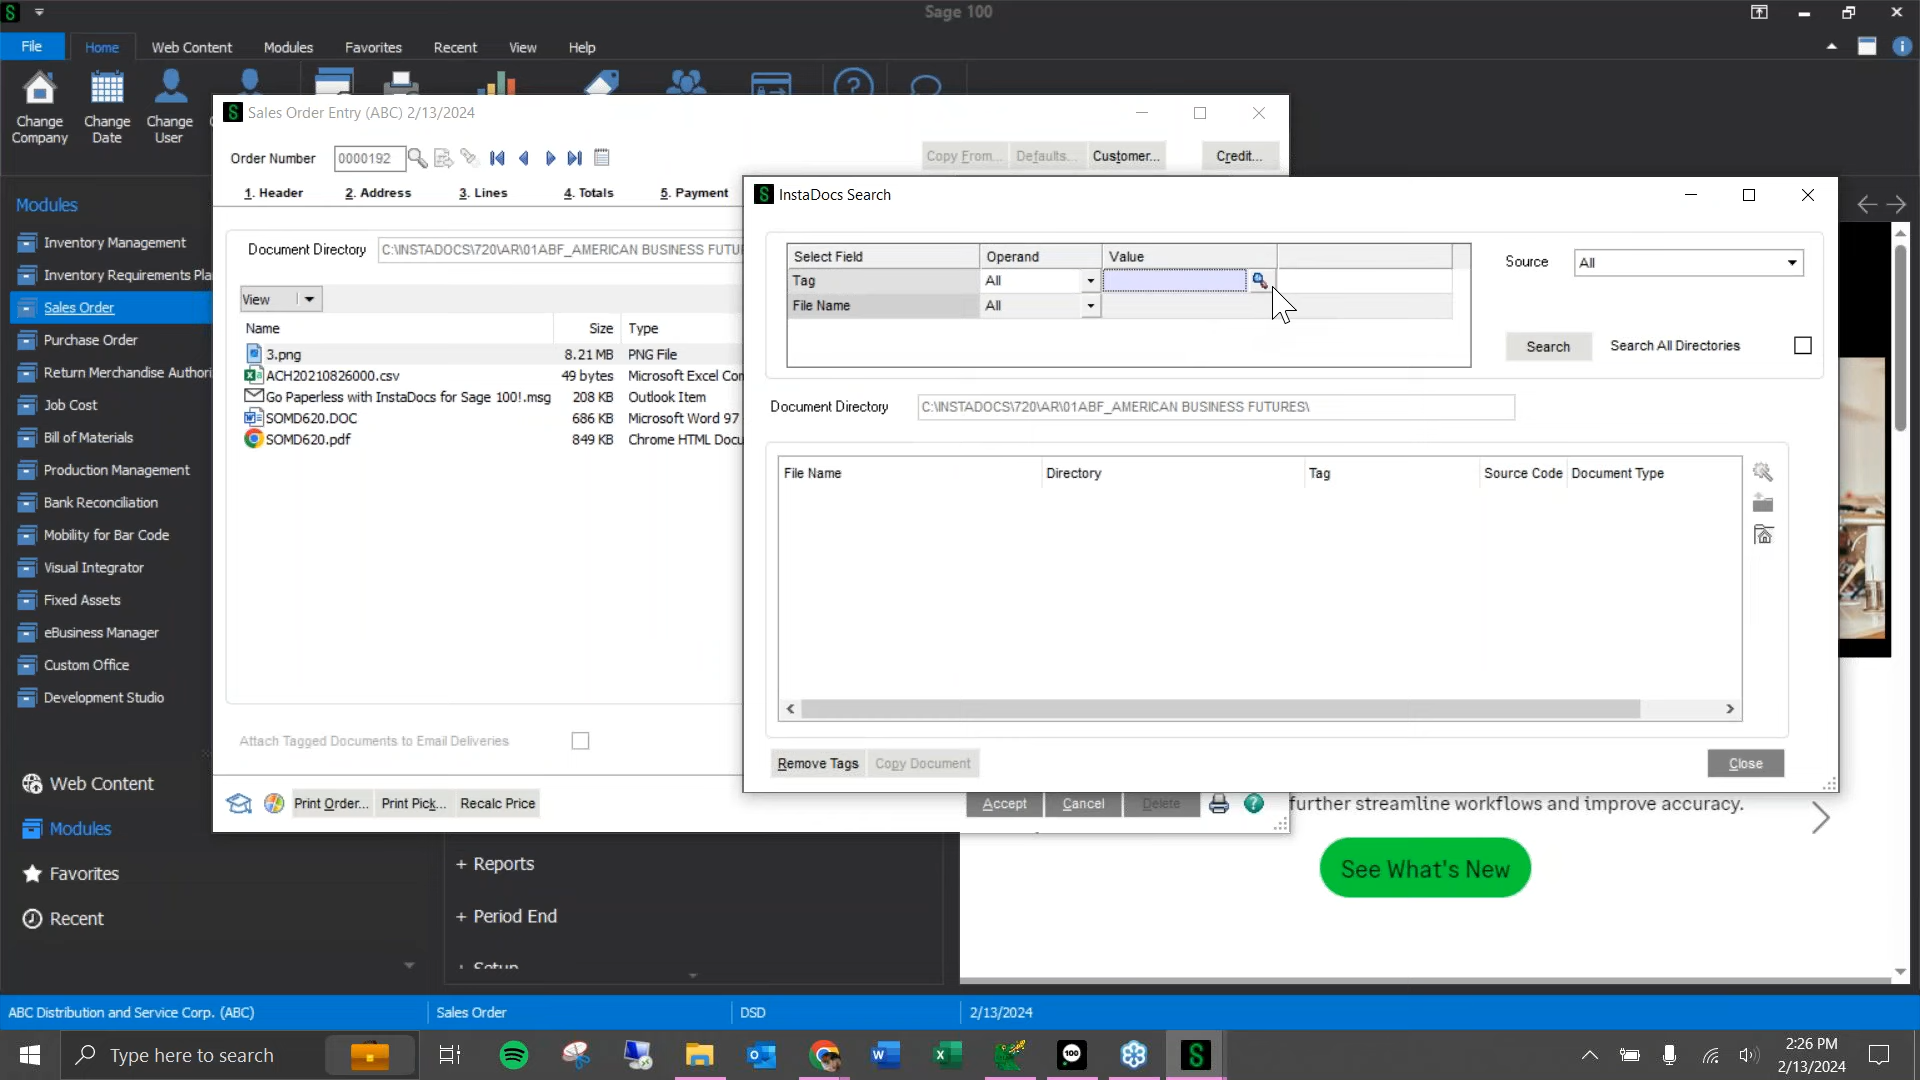 Sage 100
File Home Web Content Modules Favorites Recent View Help
Change Company
Change Date
Change User
Sales Order Entry (ABC) 2/13/2024
Order Number 0000192
Copy From... Defaults... Customer... Credit...
1. Header 2. Address 3. Lines 4. Totals 5. Payment
Document Directory C:\INSTADOCS\720\AR\01ABF_AMERICAN BUSINESS FUTU
View
Name Size Type
3.png 8.21 MB PNG File
ACH20210826000.csv 49 bytes Microsoft Excel Com
Go Paperless with InstaDocs for Sage 100!.msg 208 KB Outlook Item
SOMD620.DOC 686 KB Microsoft Word 97
SOMD620.pdf 849 KB Chrome HTML Docu
Attach Tagged Documents to Email Deliveries
Print Order... Print Pick... Recalc Price
Accept Cancel Delete
InstaDocs Search
Select Field Operand Value
Tag All
File Name All
Source All
Search Search All Directories
Document Directory C:\INSTADOCS\720\AR\01ABF_AMERICAN BUSINESS FUTURES\
File Name Directory Tag Source Code Document Type
Remove Tags Copy Document Close
Modules
Inventory Management
Inventory Requirements Pla
Sales Order
Purchase Order
Return Merchandise Authori
Job Cost
Bill of Materials
Production Management
Bank Reconciliation
Mobility for Bar Code
Visual Integrator
Fixed Assets
eBusiness Manager
Custom Office
Development Studio
Web Content
Modules
Favorites
Recent
+ Reports
+ Period End
+ Setup
further streamline workflows and improve accuracy.
See What's New
ABC Distribution and Service Corp. (ABC) Sales Order DSD 2/13/2024
Type here to search
100
2:26 PM
2/13/2024